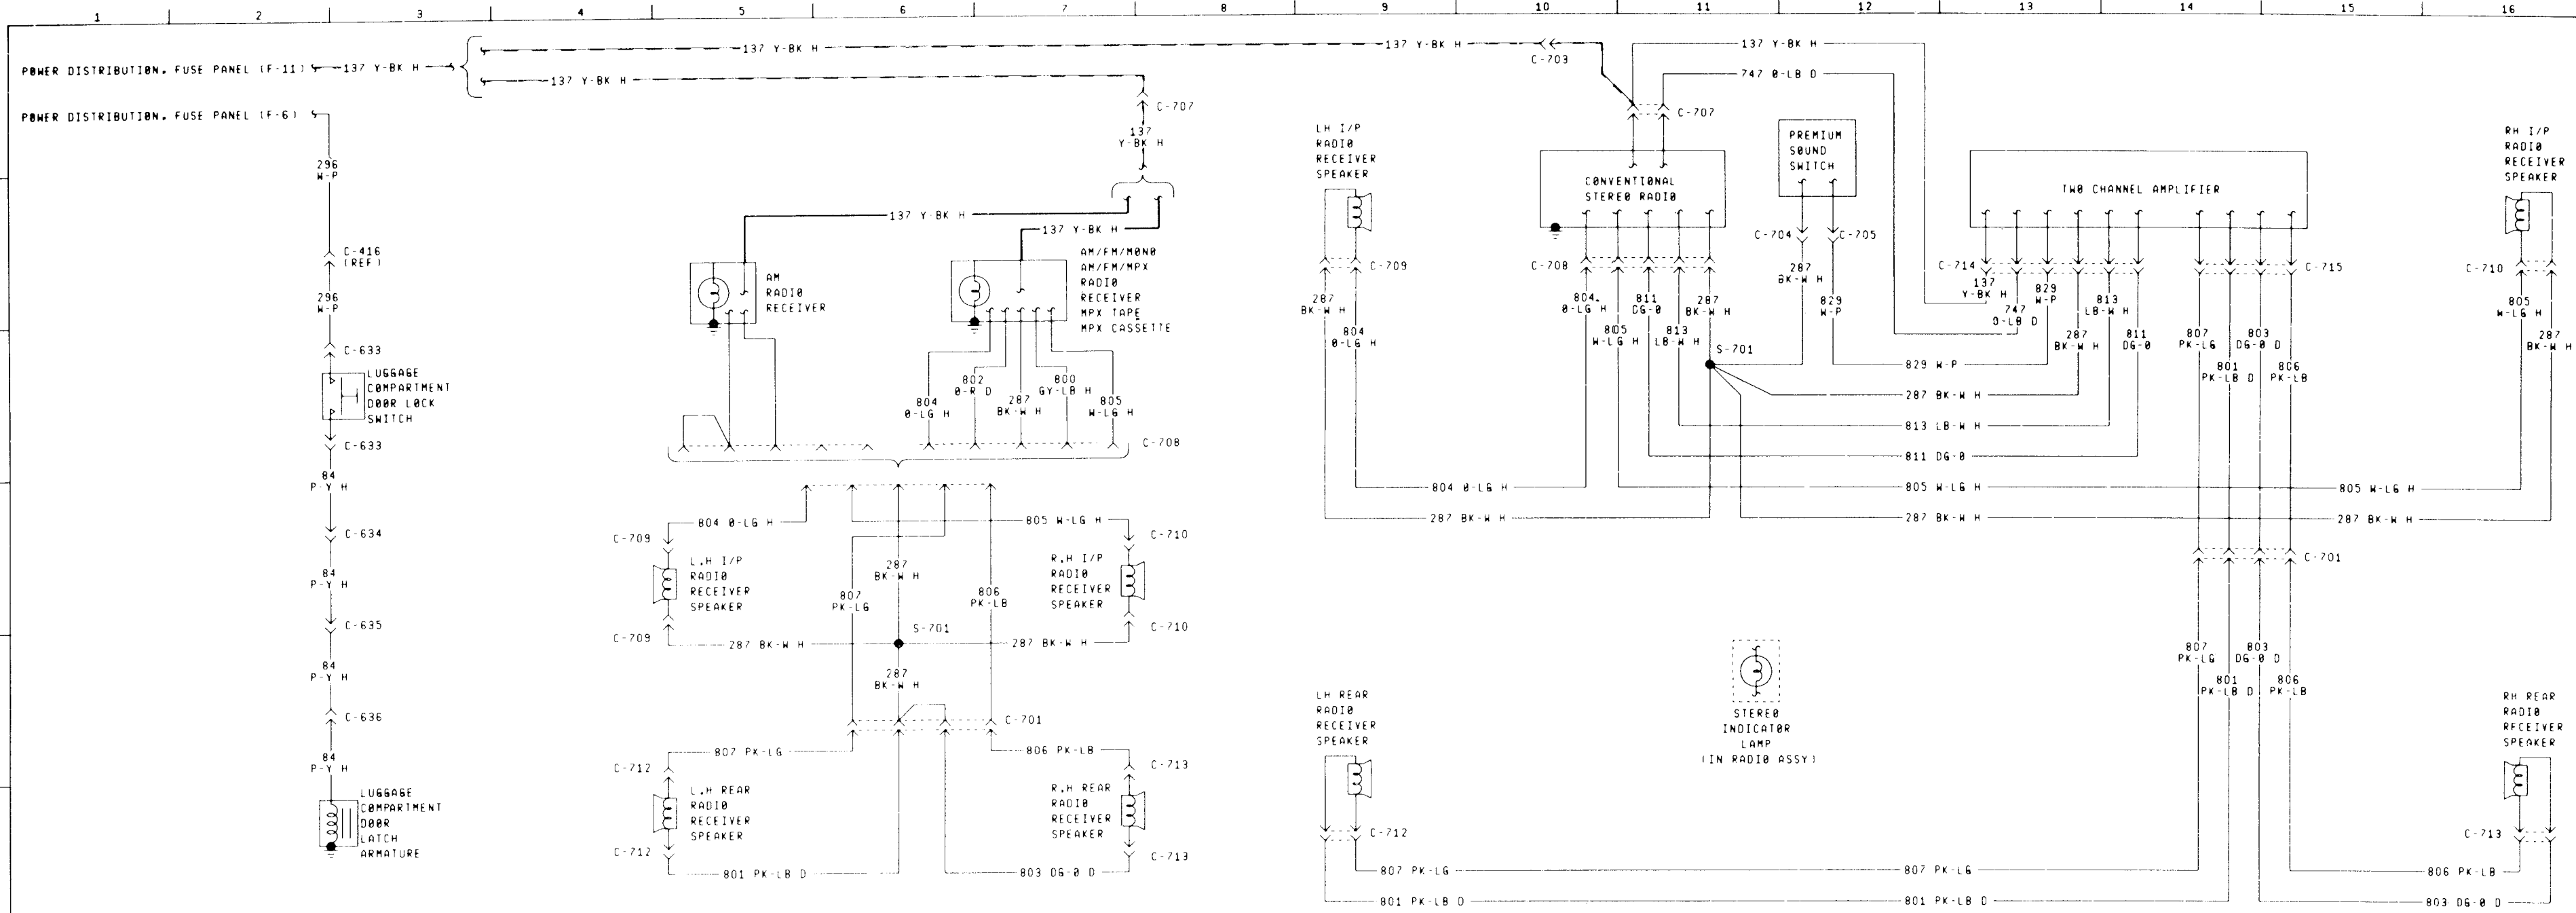 1 2 3 4 5 6 7 8 9 10 11 12 13 14 15 16
POWER DISTRIBUTION, FUSE PANEL (F-11)
137 Y-BK H
137 Y-BK H
137 Y-BK H
137 Y-BK H
137 Y-BK H
C-703
POWER DISTRIBUTION, FUSE PANEL (F-6)
296
W-P
C-416
(REF)
296
W-P
C-633
LUGGAGE
COMPARTMENT
DOOR LOCK
SWITCH
C-633
84
P-Y H
C-634
84
P-Y H
C-635
84
P-Y H
C-636
84
P-Y H
LUGGAGE
COMPARTMENT
DOOR
LATCH
ARMATURE
C-707
137
Y-BK H
137 Y-BK H
137 Y-BK H
AM
RADIO
RECEIVER
AM/FM/MONO
AM/FM/MPX
RADIO
RECEIVER
MPX TAPE
MPX CASSETTE
804
O-LG H
802
O-R D
287
BK-W H
800
GY-LB H
805
W-LG H
C-708
804 O-LG H
805 W-LG H
C-709
L.H I/P
RADIO
RECEIVER
SPEAKER
C-709
287
BK-W H
807
PK-LG
806
PK-LB
C-710
R.H I/P
RADIO
RECEIVER
SPEAKER
C-710
287 BK-W H
S-701
287 BK-W H
287
BK-W H
C-701
807 PK-LG
806 PK-LB
C-712
L.H REAR
RADIO
RECEIVER
SPEAKER
C-712
C-713
R.H REAR
RADIO
RECEIVER
SPEAKER
C-713
801 PK-LB D
803 DG-O D
LH I/P
RADIO
RECEIVER
SPEAKER
C-709
287
BK-W H
804
O-LG H
137 Y-BK H
747 O-LB D
C-707
CONVENTIONAL
STEREO RADIO
C-708
804.
O-LG H
805
W-LG H
811
DG-O
813
LB-W H
287
BK-W H
S-701
PREMIUM
SOUND
SWITCH
C-704
C-705
287
BK-W H
829
W-P
TWO CHANNEL AMPLIFIER
C-714
C-715
137
Y-BK H
747
O-LB D
829
W-P
287
BK-W H
813
LB-W H
811
DG-O
807
PK-LG
801
PK-LB D
803
DG-O D
806
PK-LB
829 W-P
287 BK-W H
813 LB-W H
811 DG-O
804 O-LG H
805 W-LG H
805 W-LG H
287 BK-W H
287 BK-W H
287 BK-W H
RH I/P
RADIO
RECEIVER
SPEAKER
C-710
805
W-LG H
287
BK-W H
C-701
807
PK-LG
801
PK-LB D
803
DG-O D
806
PK-LB
STEREO
INDICATOR
LAMP
(IN RADIO ASSY)
LH REAR
RADIO
RECEIVER
SPEAKER
C-712
RH REAR
RADIO
RECEIVER
SPEAKER
C-713
807 PK-LG
807 PK-LG
806 PK-LB
801 PK-LB D
801 PK-LB D
803 DG-O D